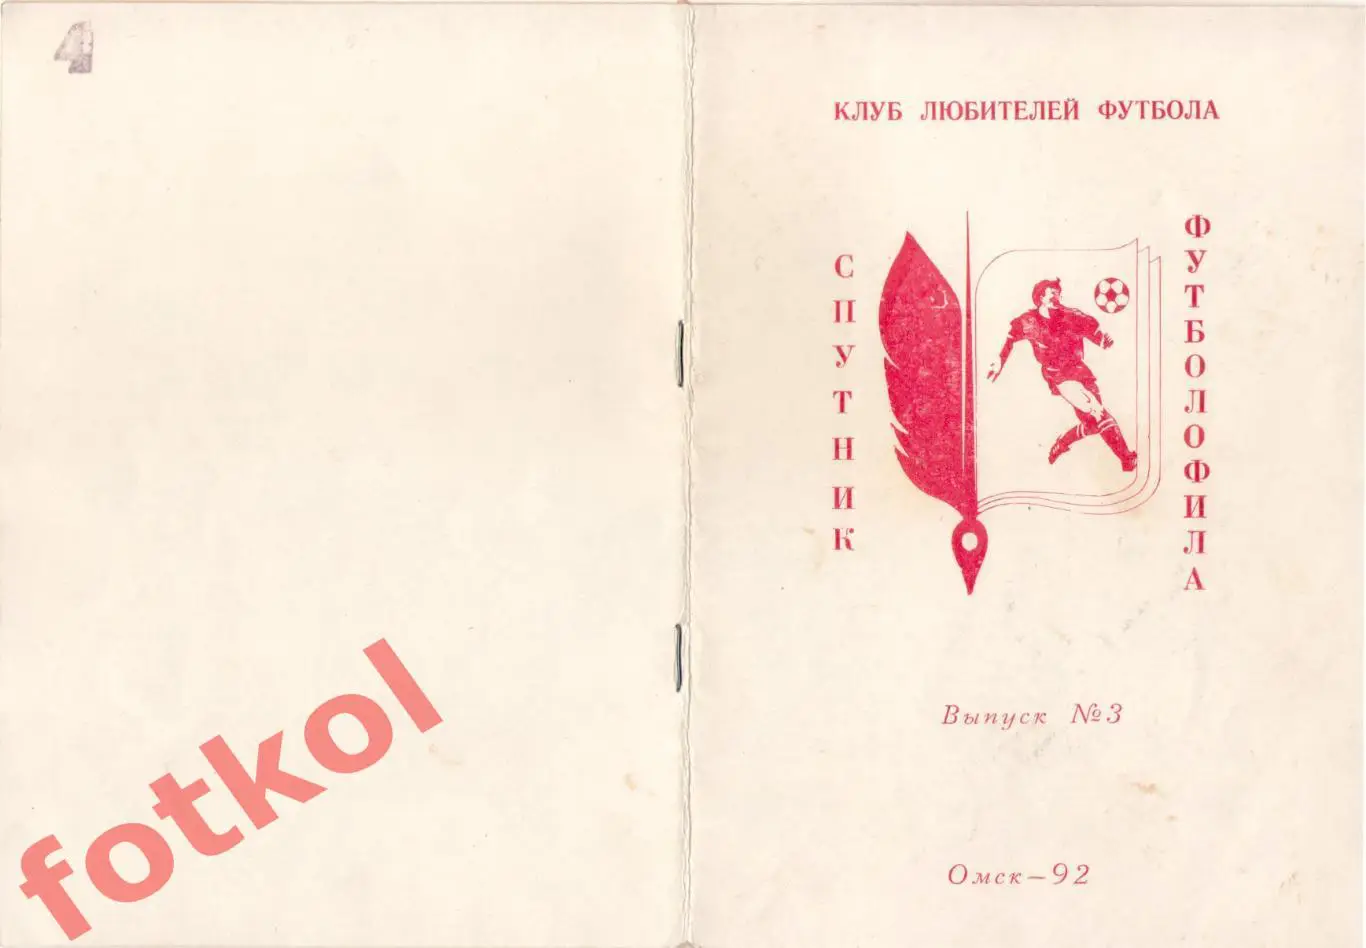 4
КЛУБ ЛЮБИТЕЛЕЙ ФУТБОЛА
СПУТНИК
ФУТБОЛОФИЛА
Выпуск №3
Омск-92
fotkol